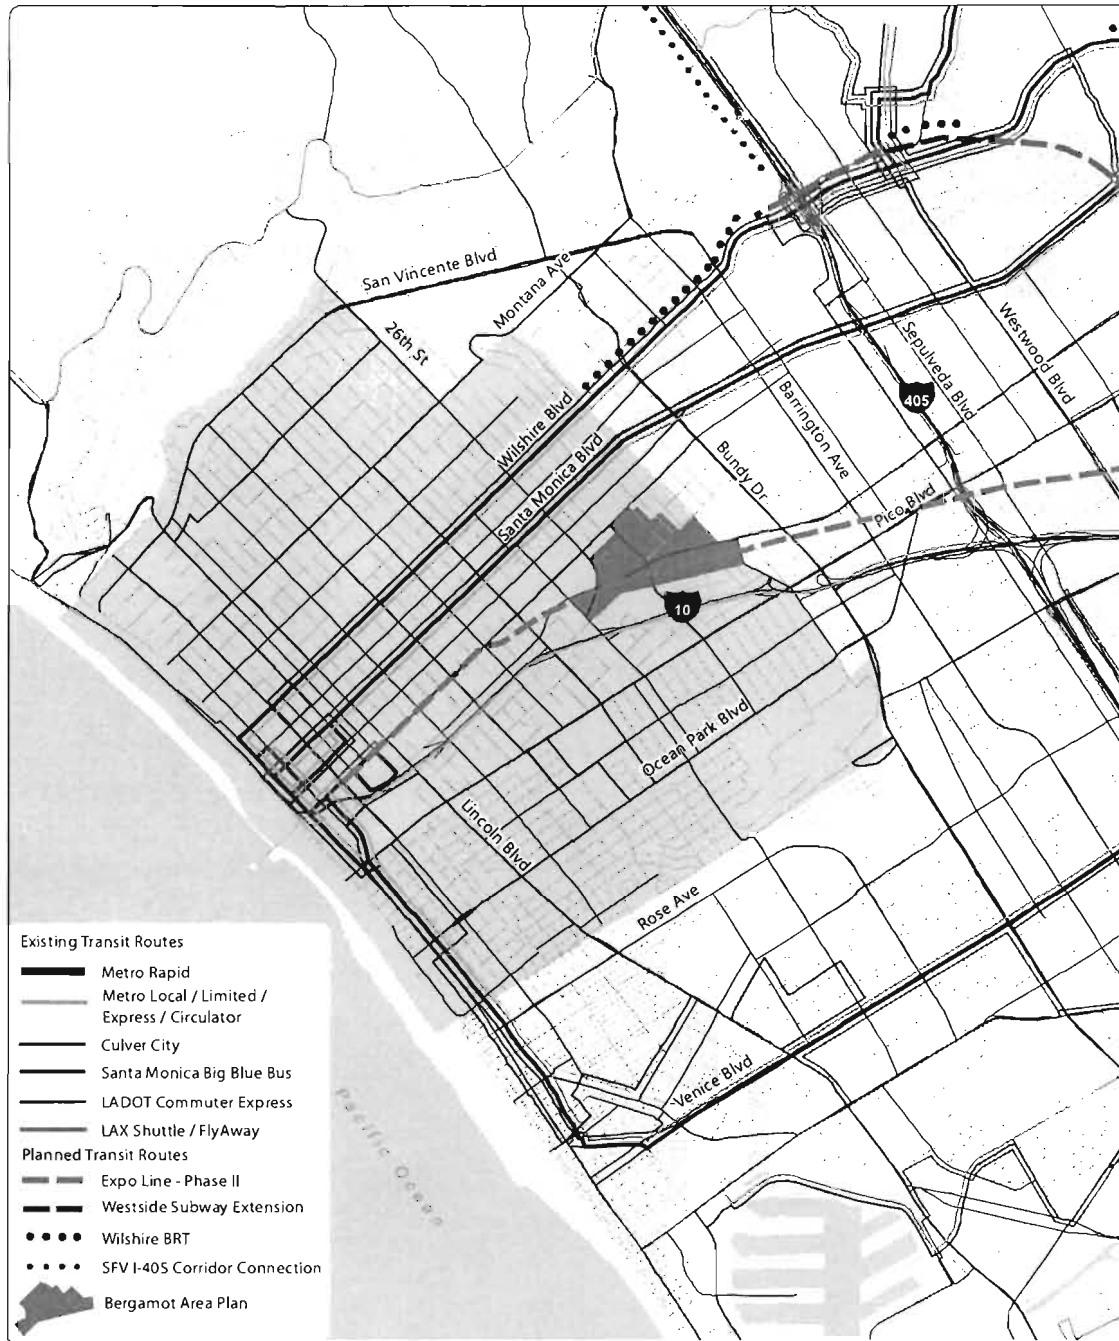 San Vincente Blvd
Montana Ave
26th St
Wilshire Blvd
Santa Monica Blvd
Bundy Dr
Barrington Ave
Sepulveda Blvd
Westwood Blvd
405
Pico Blvd
10
Ocean Park Blvd
Lincoln Blvd
Rose Ave
Venice Blvd
Pacific Ocean
Existing Transit Routes
Metro Rapid
Metro Local / Limited /
Express / Circulator
Culver City
Santa Monica Big Blue Bus
LADOT Commuter Express
LAX Shuttle / FlyAway
Planned Transit Routes
Expo Line - Phase II
Westside Subway Extension
Wilshire BRT
SFV I-405 Corridor Connection
Bergamot Area Plan